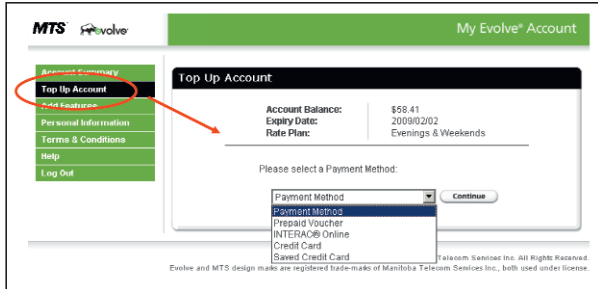 MTS evolve My Evolve® Account
Account Summary
Top Up Account
Add Features
Personal Information
Terms & Conditions
Help
Log Out
Top Up Account
Account Balance: $58.41
Expiry Date: 2009/02/02
Rate Plan: Evenings & Weekends
Please select a Payment Method:
Payment Method Continue
Payment Method
Prepaid Voucher
INTERAC® Online
Credit Card
Saved Credit Card
Telecom Services Inc. All Rights Reserved.
Evolve and MTS design marks are registered trade-marks of Manitoba Telecom Services Inc., both used under license.